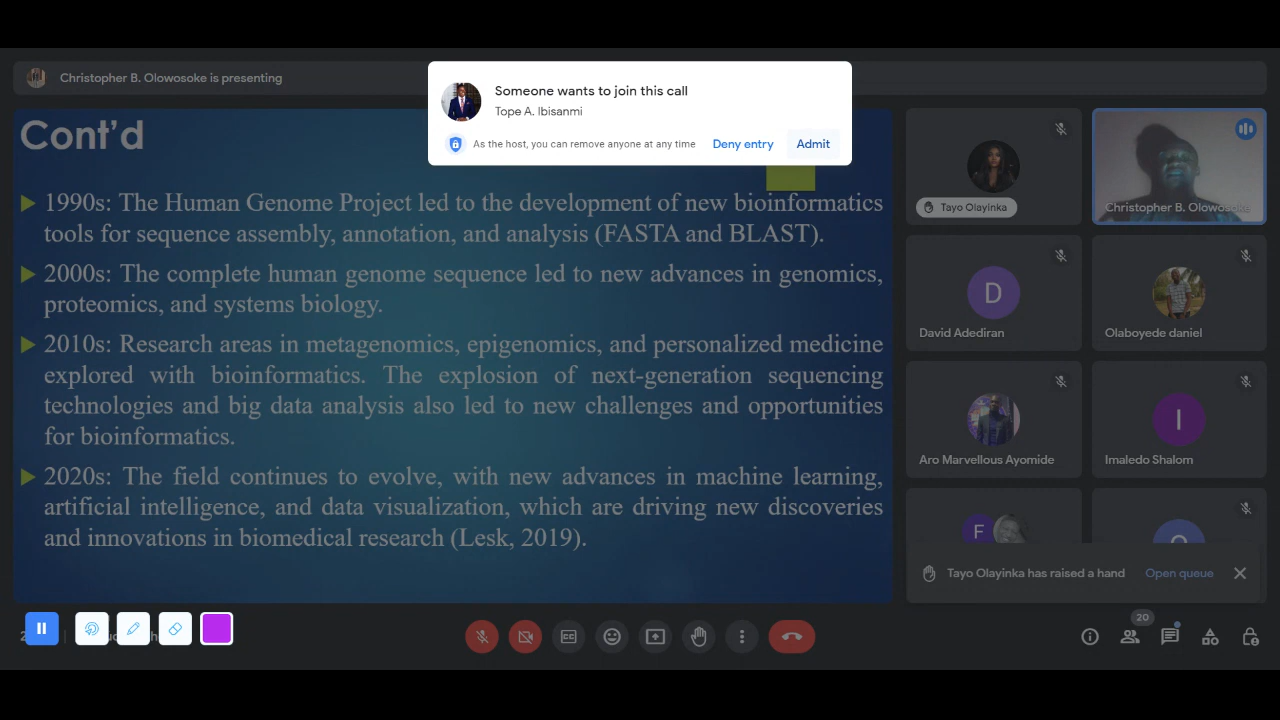 Christopher B. Olowosoke is presenting
Someone wants to join this call
Tope A. Ibisanmi
As the host, you can remove anyone at any time
Deny entry
Admit
Cont’d
1990s: The Human Genome Project led to the development of new bioinformatics
tools for sequence assembly, annotation, and analysis (FASTA and BLAST).
2000s: The complete human genome sequence led to new advances in genomics,
proteomics, and systems biology.
2010s: Research areas in metagenomics, epigenomics, and personalized medicine
explored with bioinformatics. The explosion of next-generation sequencing
technologies and big data analysis also led to new challenges and opportunities
for bioinformatics.
2020s: The field continues to evolve, with new advances in machine learning,
artificial intelligence, and data visualization, which are driving new discoveries
and innovations in biomedical research (Lesk, 2019).
Tayo Olayinka
Christopher B. Olowosoke
D
David Adediran
Olaboyede daniel
Aro Marvellous Ayomide
I
Imaledo Shalom
F
Tayo Olayinka has raised a hand
Open queue
CC
20